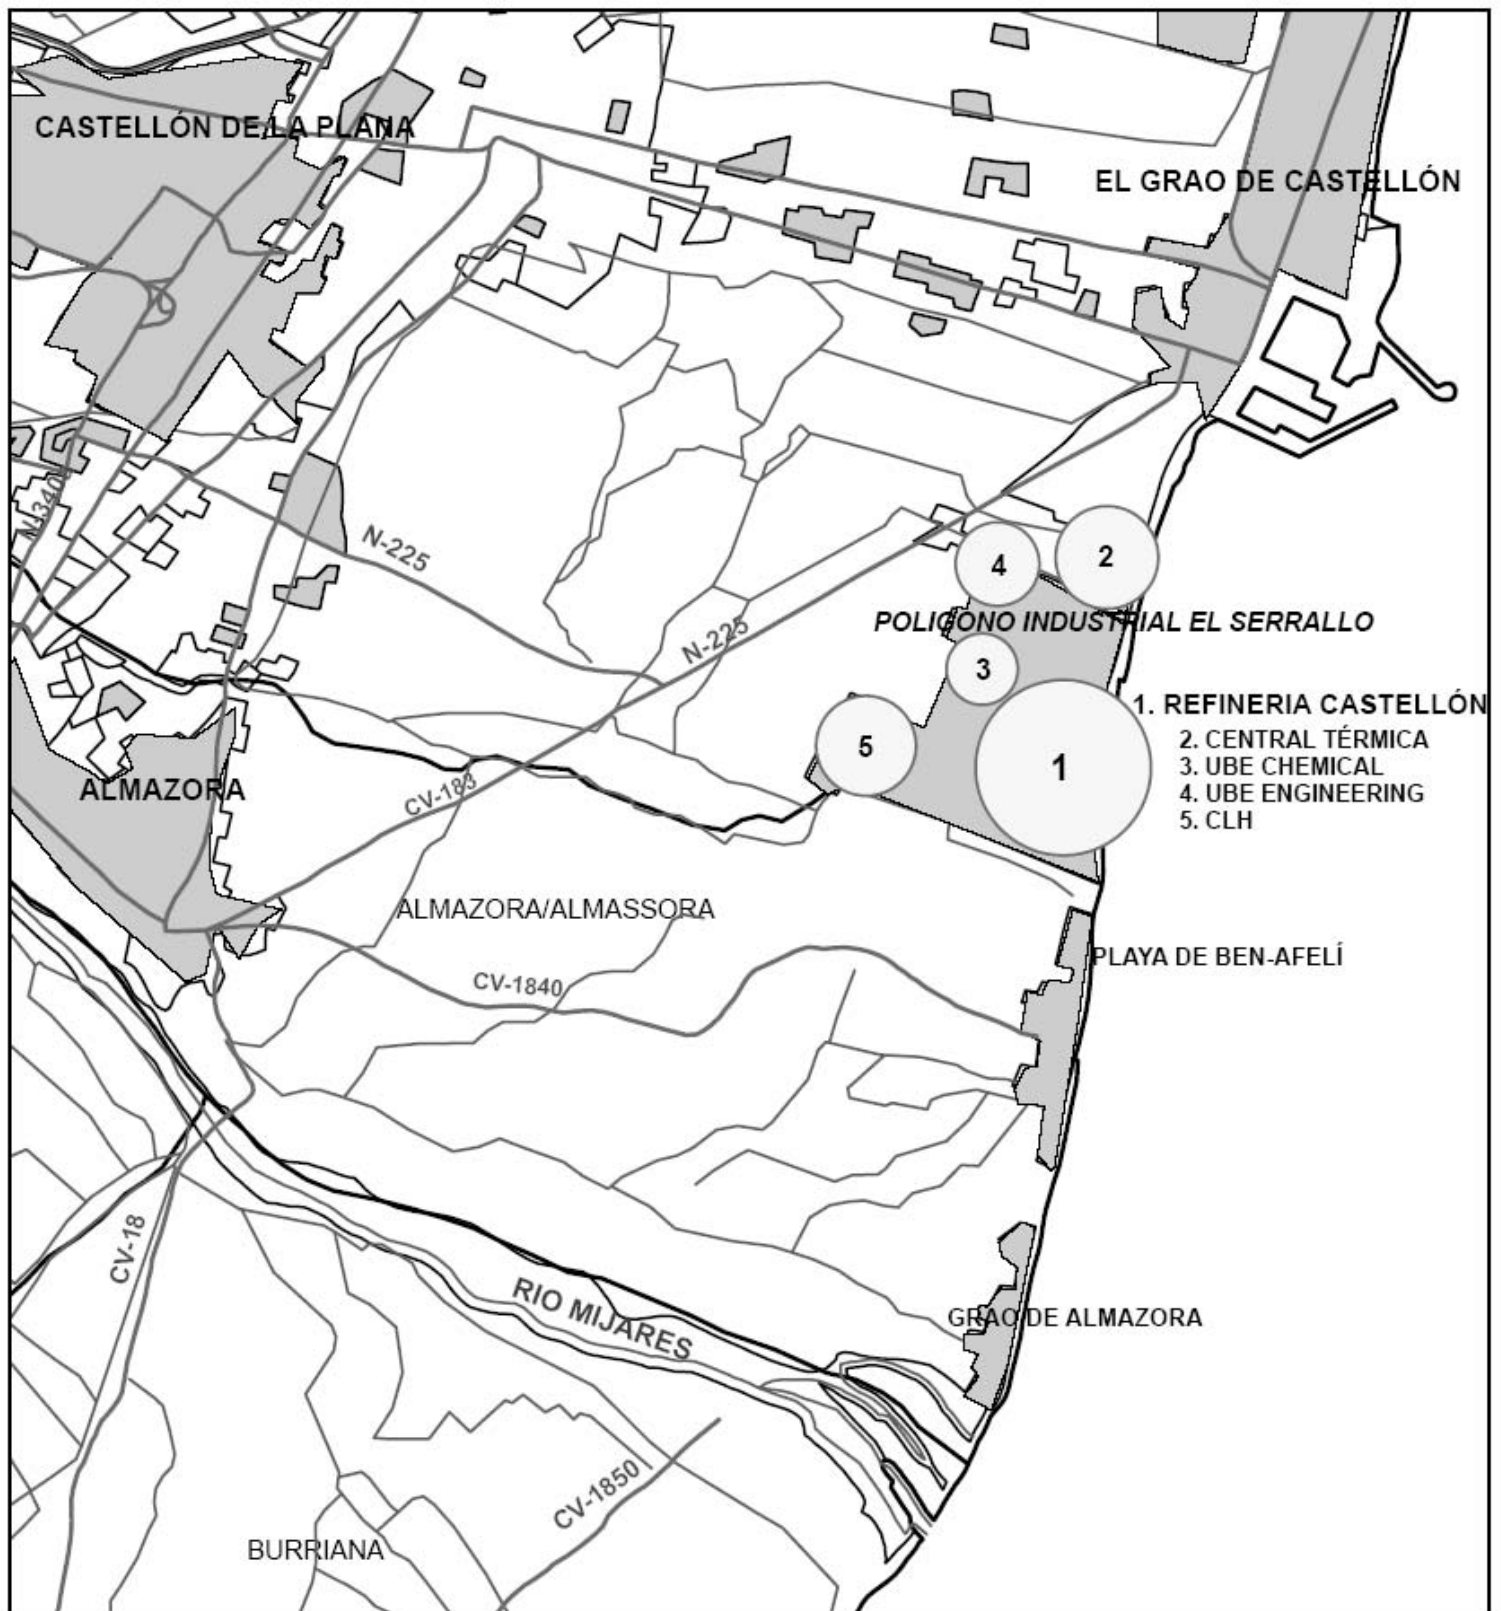 CASTELLÓN DE LA PLANA
EL GRAO DE CASTELLÓN
N-340
N-225
4
2
POLIGONO INDUSTRIAL EL SERRALLO
N-225
3
1. REFINERIA CASTELLÓN
2. CENTRAL TÉRMICA
3. UBE CHEMICAL
4. UBE ENGINEERING
5. CLH
5
1
ALMAZORA
CV-183
ALMAZORA/ALMASSORA
PLAYA DE BEN-AFELÍ
CV-1840
CV-18
RIO MIJARES
GRAO DE ALMAZORA
CV-1850
BURRIANA